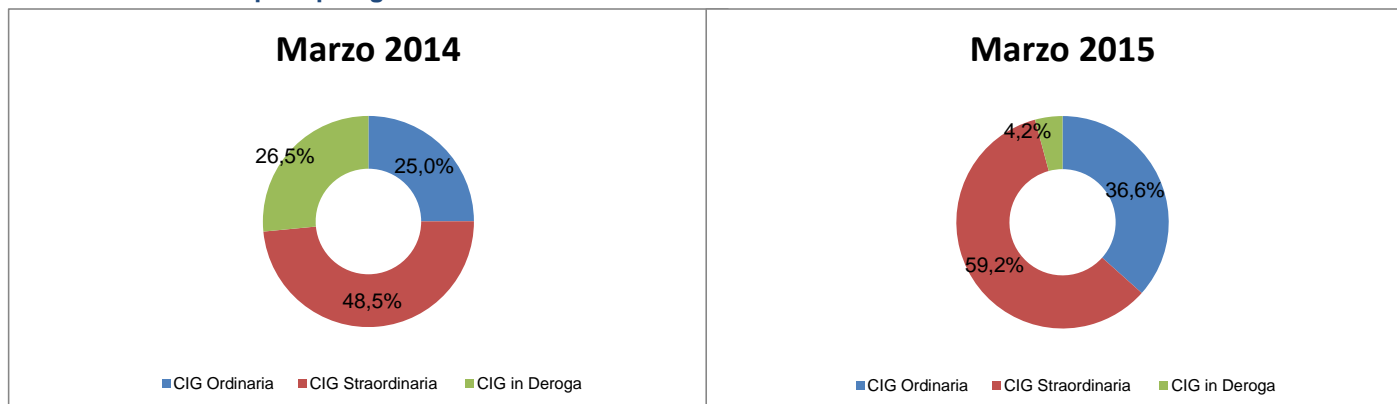 Marzo 2014
26,5%
25,0%
48,5%
CIG Ordinaria CIG Straordinaria CIG in Deroga
Marzo 2015
4,2%
36,6%
59,2%
CIG Ordinaria CIG Straordinaria CIG in Deroga